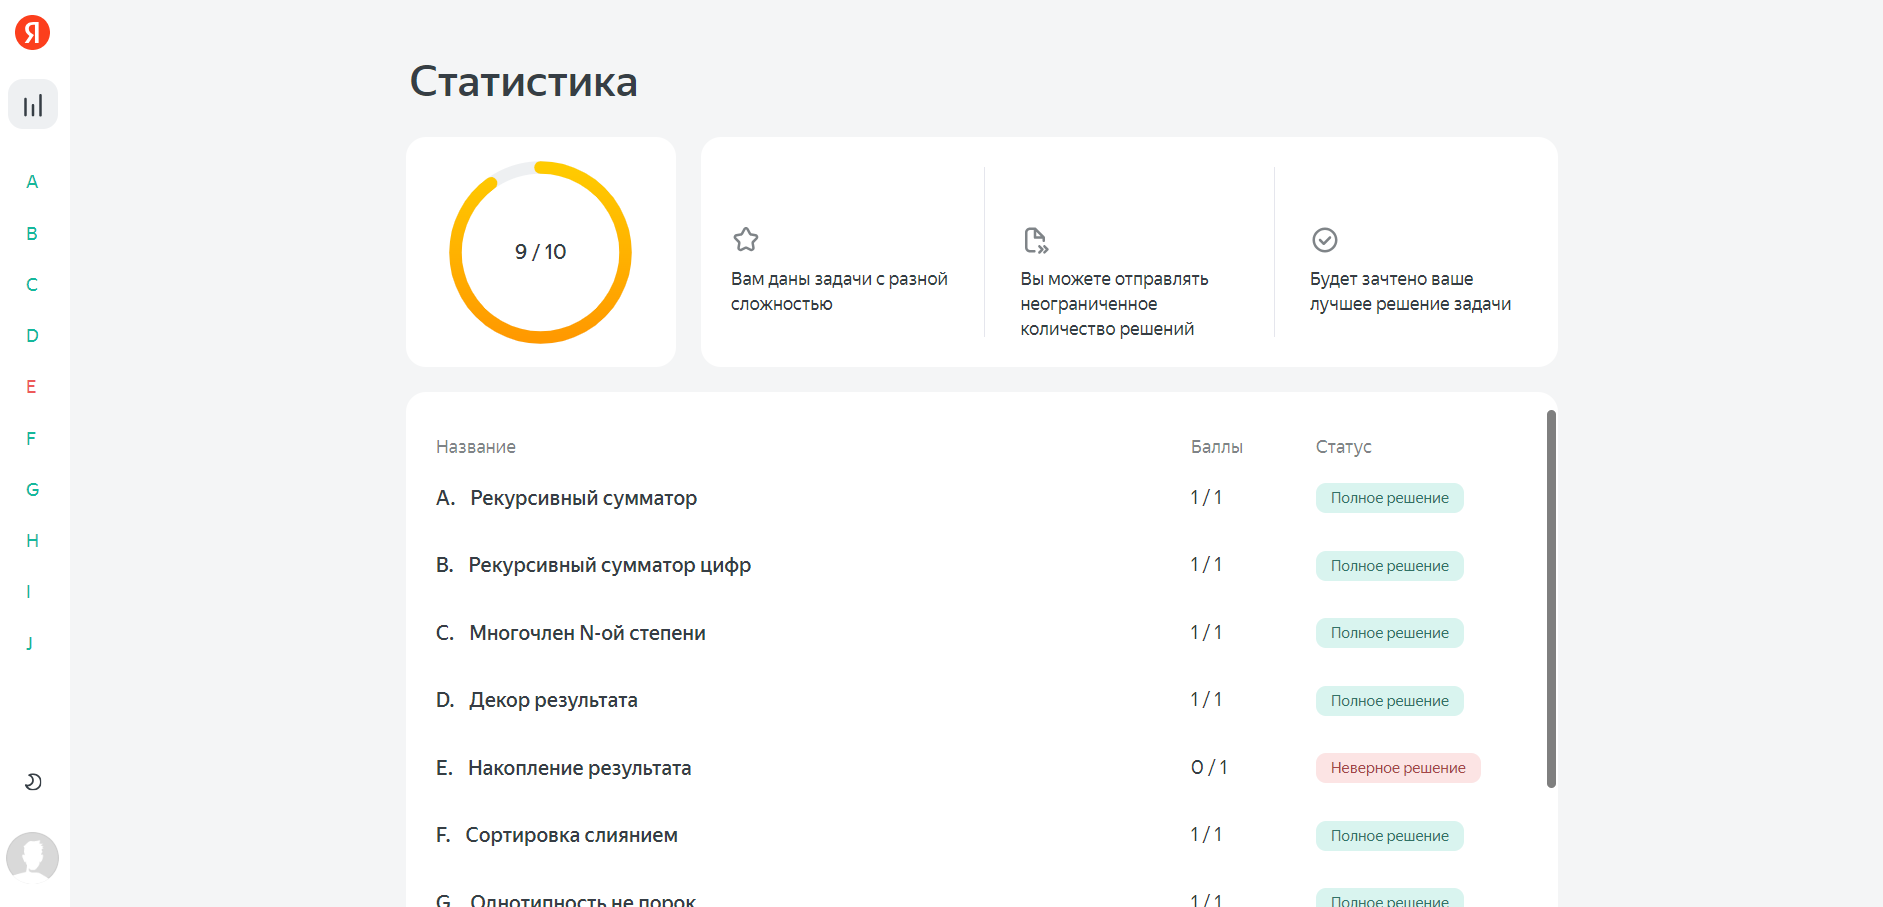 Я
A
B
C
D
E
F
G
H
I
J
Статистика
9 / 10
Вам даны задачи с разной
сложностью
Вы можете отправлять
неограниченное
количество решений
Будет зачтено ваше
лучшее решение задачи
Название Баллы Статус
A. Рекурсивный сумматор 1 / 1 Полное решение
B. Рекурсивный сумматор цифр 1 / 1 Полное решение
C. Многочлен N-ой степени 1 / 1 Полное решение
D. Декор результата 1 / 1 Полное решение
E. Накопление результата 0 / 1 Неверное решение
F. Сортировка слиянием 1 / 1 Полное решение
G. Однотипность не порок 1 / 1 Полное решение